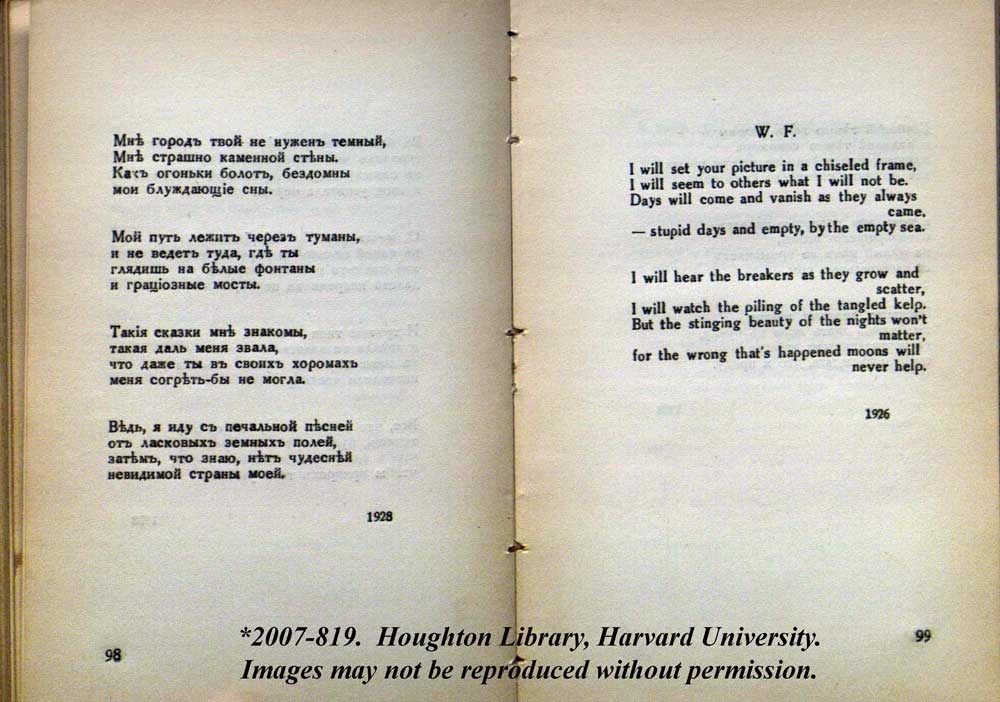 Мнѣ городъ твой не нуженъ темный,
Мнѣ страшно каменной стѣны.
Какъ огоньки болотъ, бездомны
мои блуждающіе сны.
Мой путь лежитъ черезъ туманы,
и не ведетъ туда, гдѣ ты
глядишь на бѣлые фонтаны
и граціозные мосты.
Такія сказки мнѣ знакомы,
такая даль меня звала,
что даже ты въ своихъ хоромахъ
меня согрѣть-бы не могла.
Вѣдь, я иду съ печальной пѣсней
отъ ласковыхъ земныхъ полей,
затѣмъ, что знаю, нѣтъ чудеснѣй
невидимой страны моей.
1928
98
W. F.
I will set your picture in a chiseled frame,
I will seem to others what I will not be.
Days will come and vanish as they always
came.
— stupid days and empty, by the empty sea.
I will hear the breakers as they grow and
scatter,
I will watch the piling of the tangled kelp.
But the stinging beauty of the nights won't
matter,
for the wrong that's happened moons will
never help.
1926
99
*2007-819. Houghton Library, Harvard University.
Images may not be reproduced without permission.